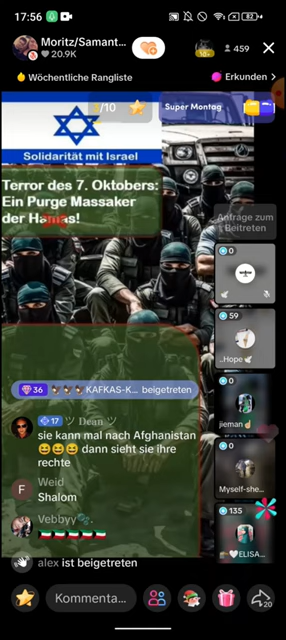 17:56
82
Moritz/Samant...
20.9K
459
Wöchentliche Rangliste
Erkunden >
/10
Super Montag
Solidarität mit Israel
Terror des 7. Oktobers:
Ein Purge Massaker
der Hamas!
Anfrage zum
Beitreten
0
59
..Hope
0
jieman
0
Myself-she...
135
ELISA..
36 KAFKAS-K... beigetreten
17 ツ Dean ツ
sie kann mal nach Afghanistan
dann sieht sie ihre
rechte
F
Weid
Shalom
Vebbyy
alex ist beigetreten
Kommenta...
20